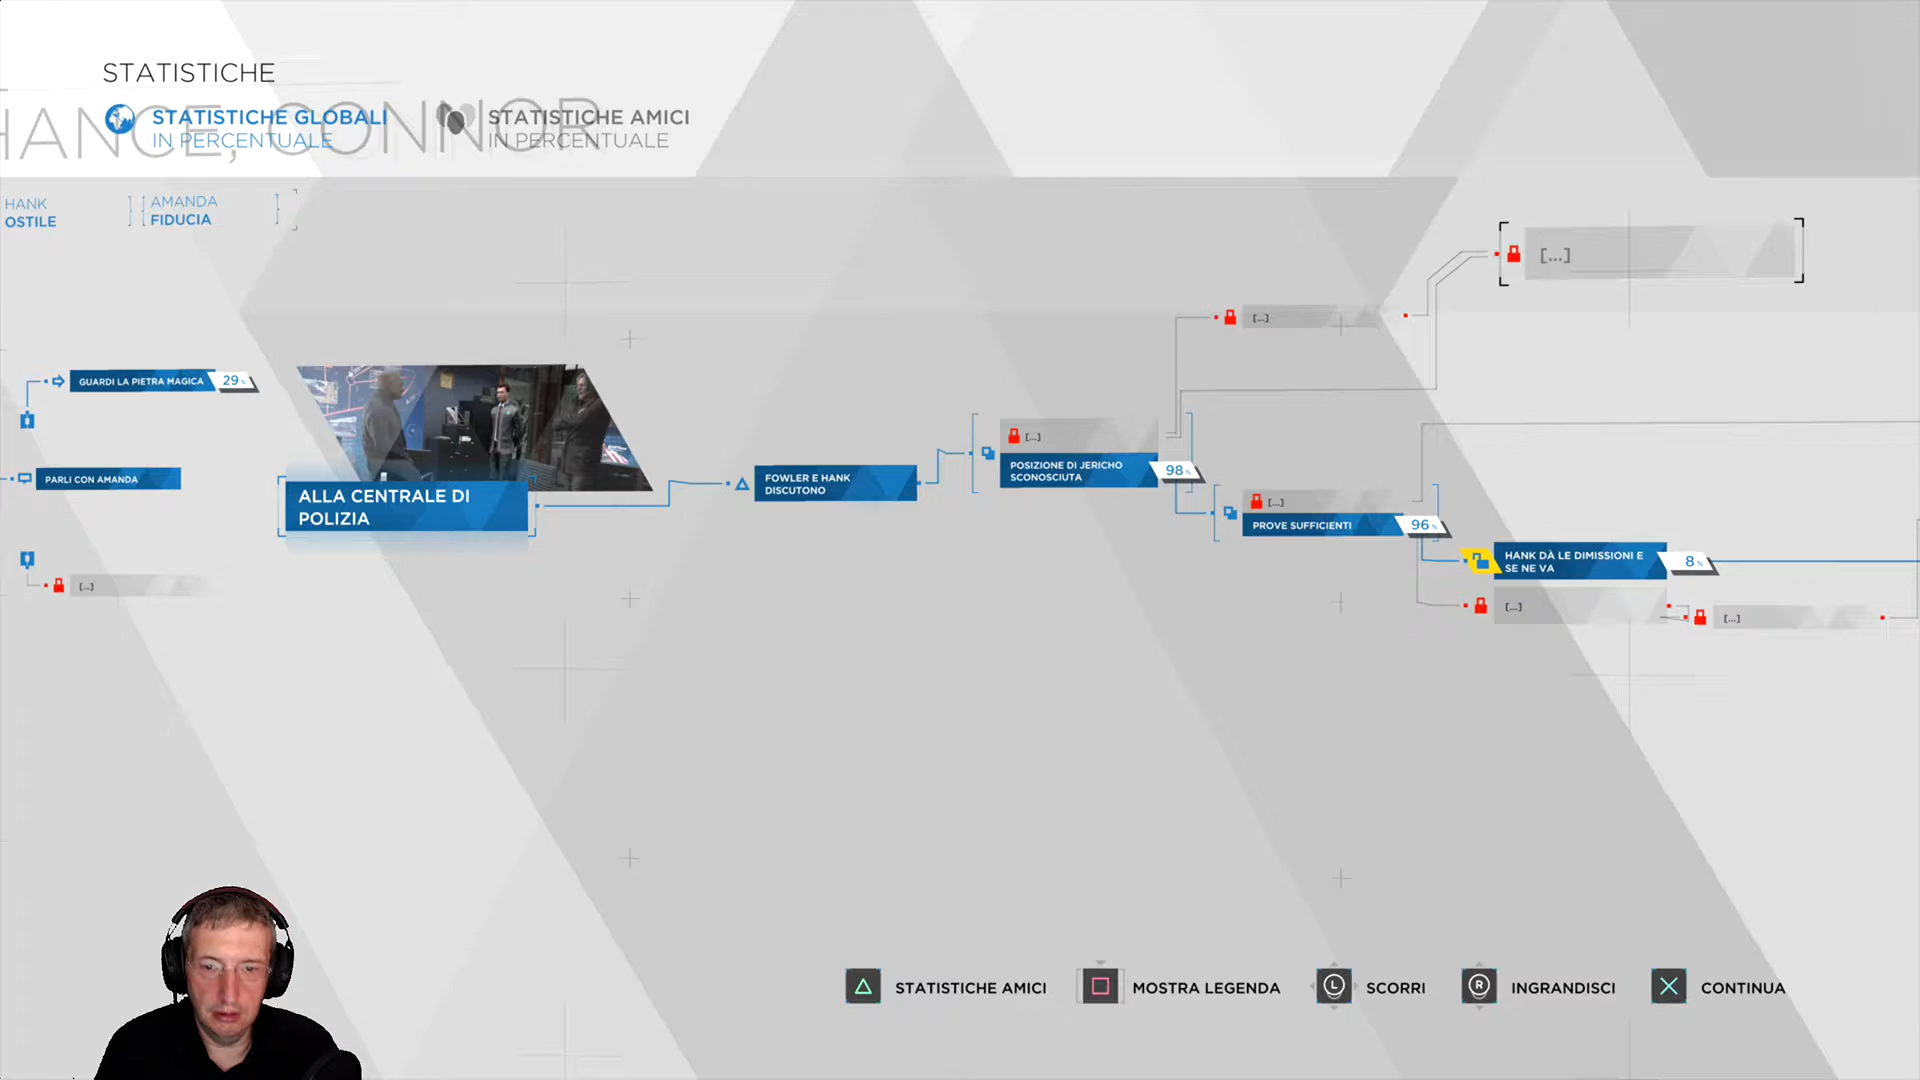 STATISTICHE
HANCE, CONNOR
STATISTICHE GLOBALI
IN PERCENTUALE
STATISTICHE AMICI
IN PERCENTUALE
HANK
OSTILE
AMANDA
FIDUCIA
[...]
[...]
GUARDI LA PIETRA MAGICA 29%
[...]
POSIZIONE DI JERICHO
SCONOSCIUTA
98%
PARLI CON AMANDA
FOWLER E HANK
DISCUTONO
ALLA CENTRALE DI
POLIZIA
[...]
PROVE SUFFICIENTI 96%
HANK DÀ LE DIMISSIONI E
SE NE VA
8%
[...]
[...]
[...]
STATISTICHE AMICI
MOSTRA LEGENDA
L SCORRI
R INGRANDISCI
CONTINUA